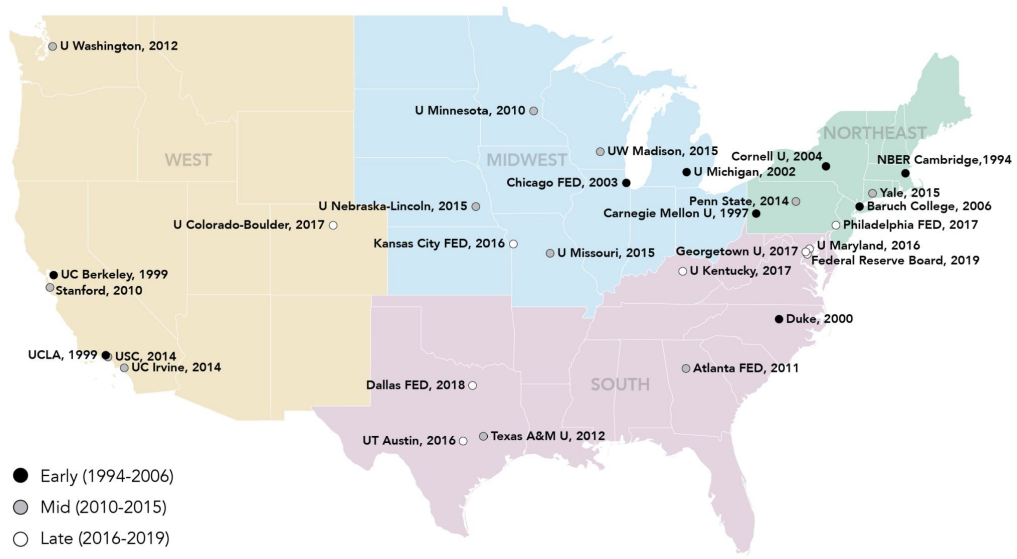 U Washington, 2012
U Minnesota, 2010
NORTHEAST
WEST
MIDWEST
UW Madison, 2015
Cornell U, 2004
NBER Cambridge,1994
U Michigan, 2002
Chicago FED, 2003
Yale, 2015
Penn State, 2014
U Nebraska-Lincoln, 2015
Baruch College, 2006
Carnegie Mellon U, 1997
U Colorado-Boulder, 2017
Philadelphia FED, 2017
Kansas City FED, 2016
U Missouri, 2015
Georgetown U, 2017
U Maryland, 2016
Federal Reserve Board, 2019
U Kentucky, 2017
UC Berkeley, 1999
Stanford, 2010
Duke, 2000
UCLA, 1999
USC, 2014
UC Irvine, 2014
Atlanta FED, 2011
Dallas FED, 2018
SOUTH
UT Austin, 2016
Texas A&M U, 2012
Early (1994-2006)
Mid (2010-2015)
Late (2016-2019)